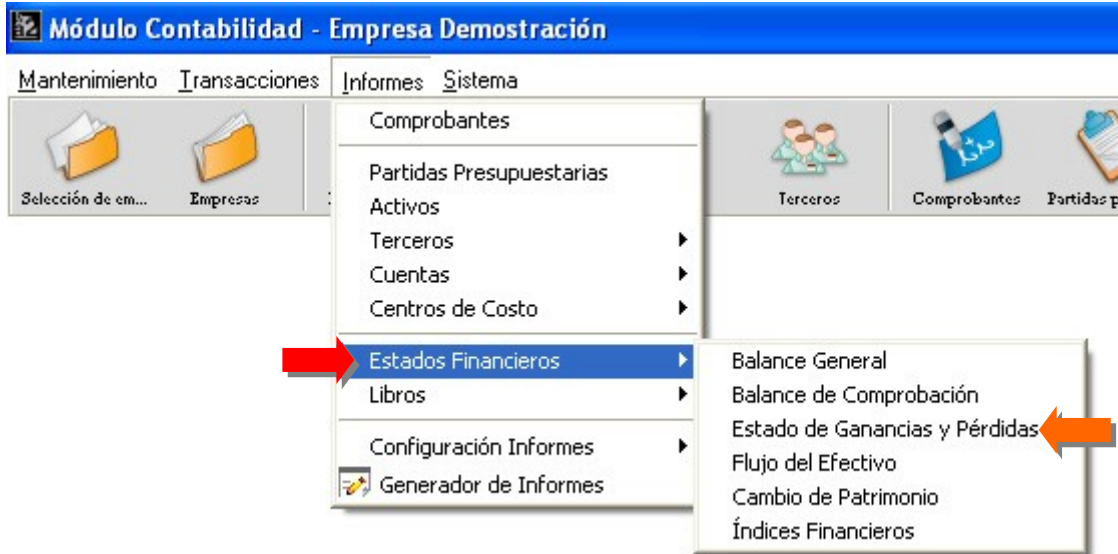 Módulo Contabilidad - Empresa Demostración
Mantenimiento Transacciones Informes Sistema
Selección de em... Empresas Terceros Comprobantes Partidas p
Comprobantes
Partidas Presupuestarias
Activos
Terceros
Cuentas
Centros de Costo
Estados Financieros
Libros
Configuración Informes
Generador de Informes
Balance General
Balance de Comprobación
Estado de Ganancias y Pérdidas
Flujo del Efectivo
Cambio de Patrimonio
Índices Financieros